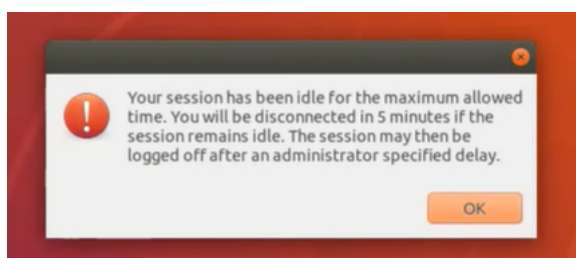 Your session has been idle for the maximum allowed
time. You will be disconnected in 5 minutes if the
session remains idle. The session may then be
logged off after an administrator specified delay.
OK